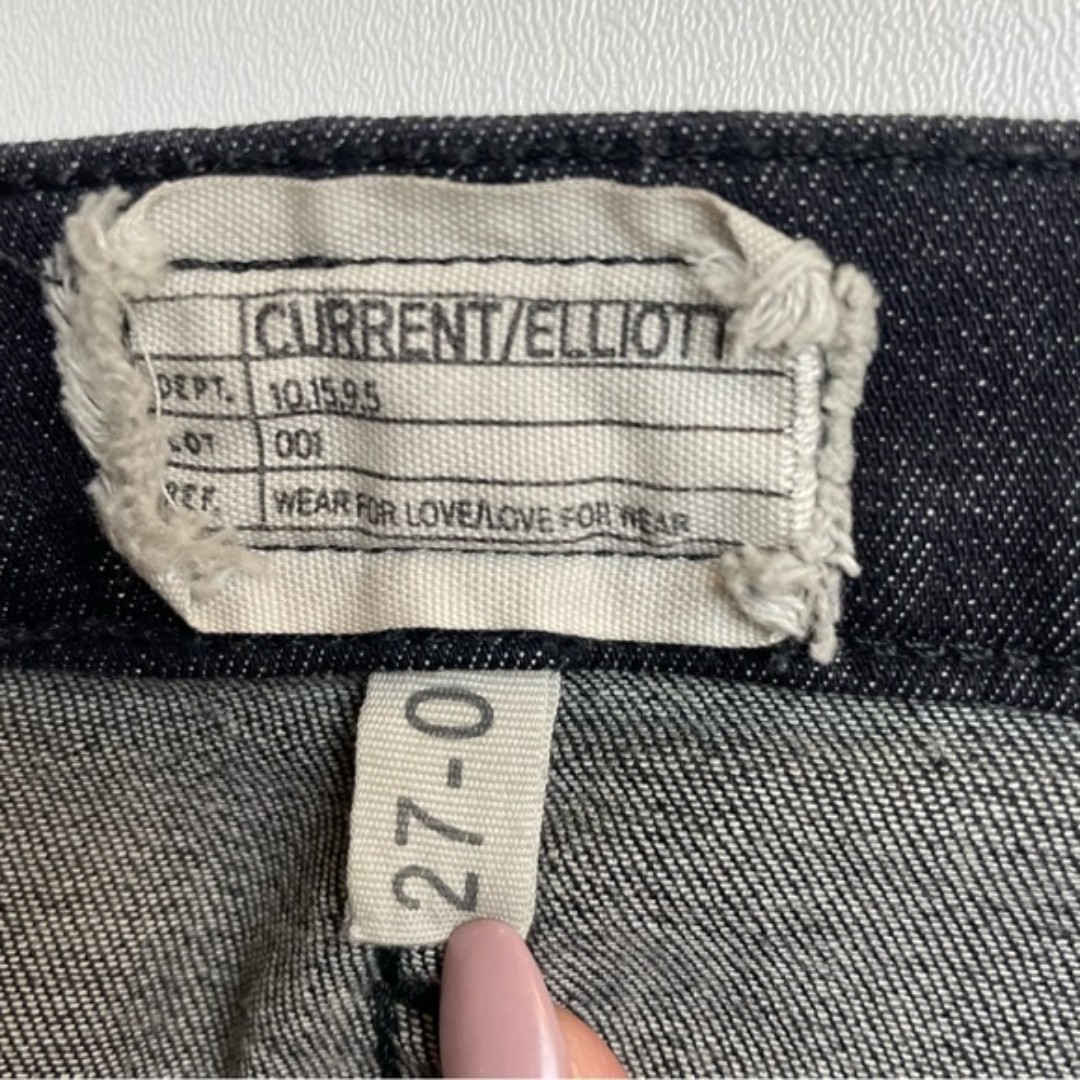 CURRENT/ELLIOTT
DEPT. 10.15.9.5
LOT 001
REF. WEAR FOR LOVE/LOVE FOR WEAR
27-0